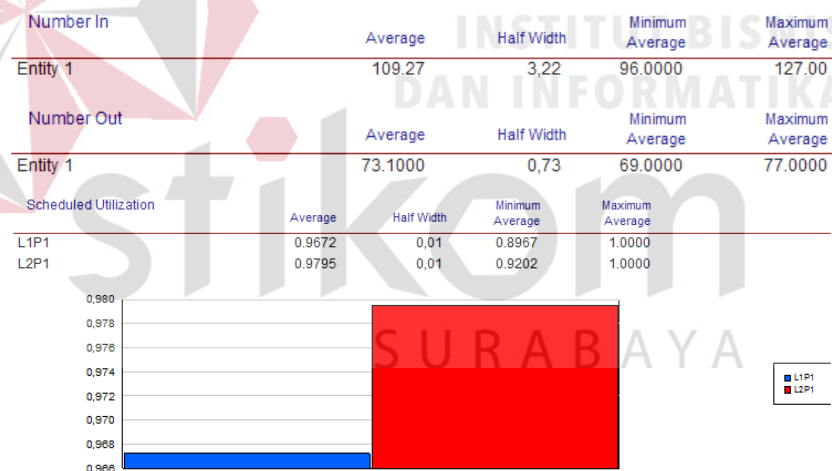 INSTITUT BISNIS
DAN INFORMATIKA
stikom
SURABAYA
Number In
Average Half Width Minimum Average Maximum Average
Entity 1 109.27 3,22 96.0000 127.00
Number Out
Average Half Width Minimum Average Maximum Average
Entity 1 73.1000 0,73 69.0000 77.0000
Scheduled Utilization
Average Half Width Minimum Average Maximum Average
L1P1 0.9672 0,01 0.8967 1.0000
L2P1 0.9795 0,01 0.9202 1.0000
0,980
0,978
0,976
0,974
0,972
0,970
0,968
0,966
L1P1
L2P1